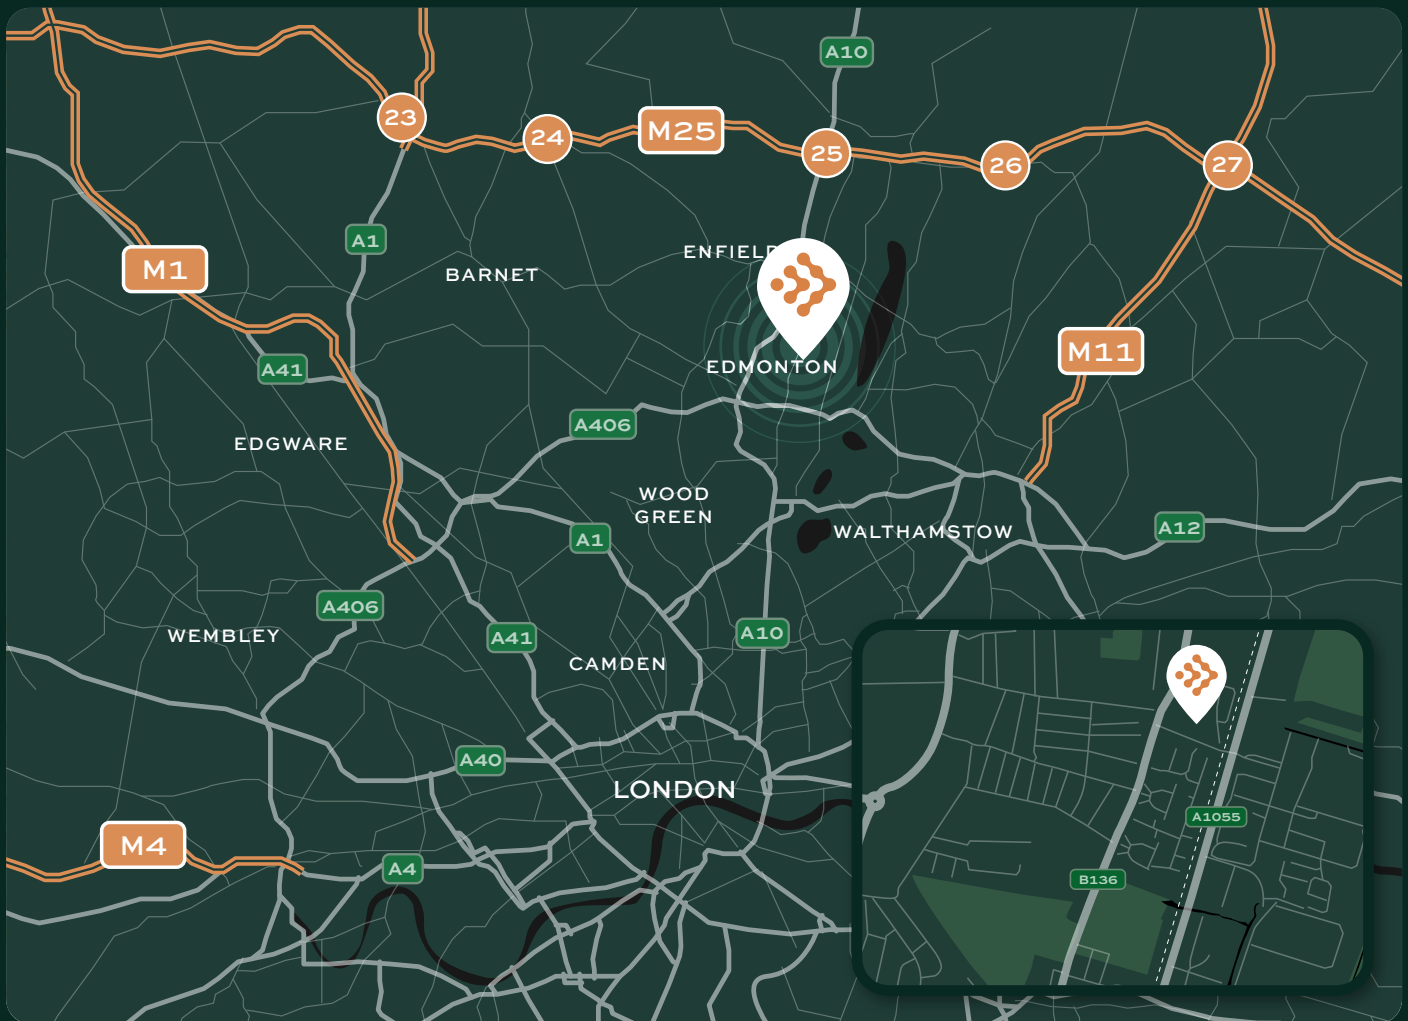 A10
23
24
M25
25
26
27
A1
ENFIELD
M1
BARNET
M11
A41
EDMONTON
A406
EDGWARE
WOOD
GREEN
A1
WALTHAMSTOW
A12
A406
WEMBLEY
A41
A10
CAMDEN
A40
LONDON
A1055
M4
A4
B136